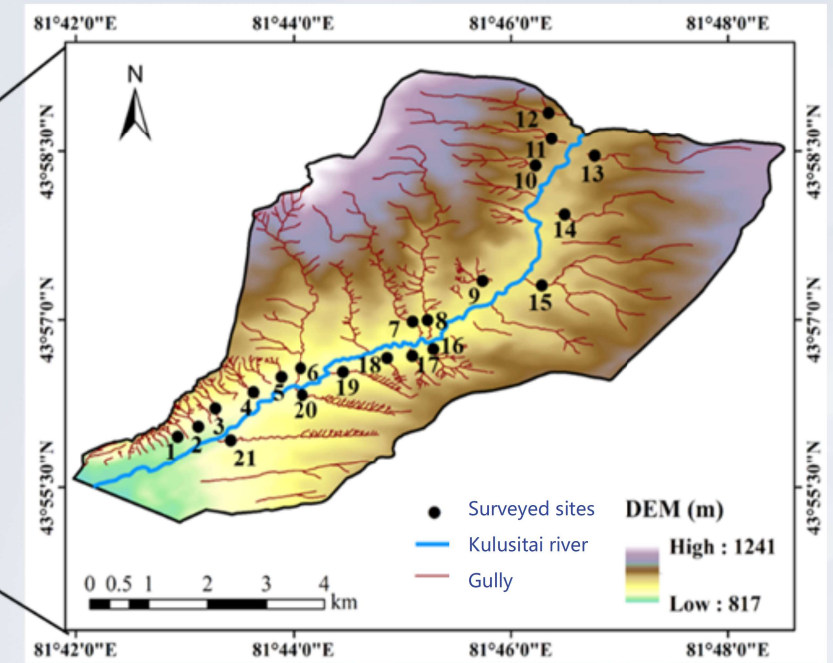 81°42'0"E 81°44'0"E 81°46'0"E 81°48'0"E
N
43°58'30"N 43°58'30"N
43°57'0"N 43°57'0"N
43°55'30"N 43°55'30"N
12
11
10
13
14
9
15
7
8
16
17
18
19
6
5
20
4
3
2
1
21
Surveyed sites
Kulusitai river
Gully
DEM (m)
High : 1241
Low : 817
0 0.5 1 2 3 4
km
81°42'0"E 81°44'0"E 81°46'0"E 81°48'0"E